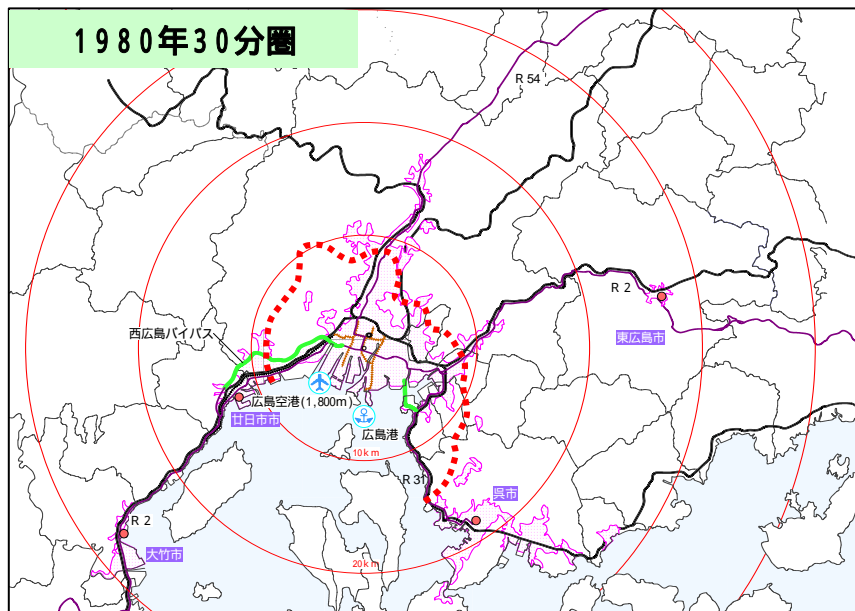 1980年30分圏
R 54
R 2
東広島市
西広島バイパス
広島空港(1,800m)
廿日市市
広島港
10km
R 31
呉市
R 2
大竹市
20km